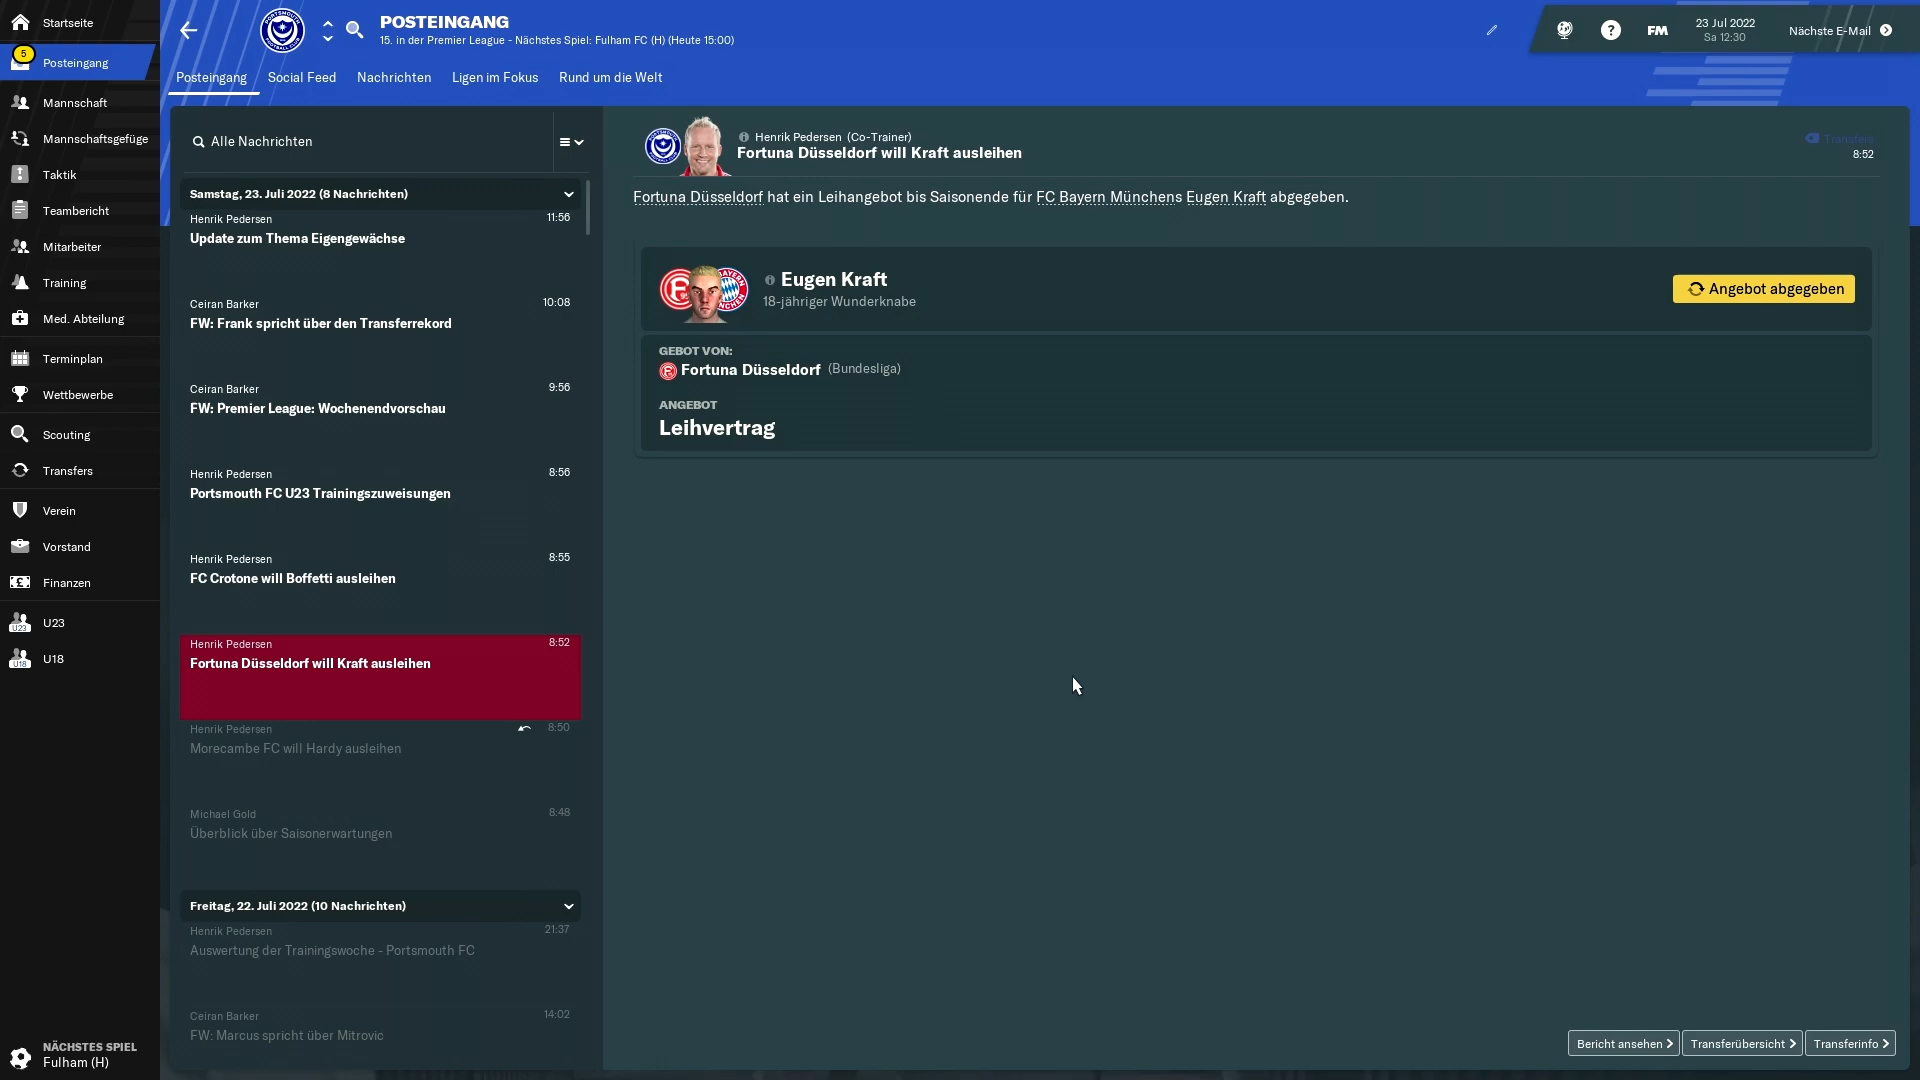 Startseite
5
Posteingang
Mannschaft
Mannschaftsgefüge
Taktik
Teambericht
Mitarbeiter
Training
Med. Abteilung
Terminplan
Wettbewerbe
Scouting
Transfers
Verein
Vorstand
Finanzen
U23
U23
U18
U18
NÄCHSTES SPIEL
Fulham (H)
POSTEINGANG
15. in der Premier League - Nächstes Spiel: Fulham FC (H) (Heute 15:00)
FM
23 Jul 2022
Sa 12:30
Nächste E-Mail
Posteingang Social Feed Nachrichten Ligen im Fokus Rund um die Welt
Alle Nachrichten
Samstag, 23. Juli 2022 (8 Nachrichten)
Henrik Pedersen 11:56
Update zum Thema Eigengewächse
Ceiran Barker 10:08
FW: Frank spricht über den Transferrekord
Ceiran Barker 9:56
FW: Premier League: Wochenendvorschau
Henrik Pedersen 8:56
Portsmouth FC U23 Trainingszuweisungen
Henrik Pedersen 8:55
FC Crotone will Boffetti ausleihen
Henrik Pedersen 8:52
Fortuna Düsseldorf will Kraft ausleihen
Henrik Pedersen 8:50
Morecambe FC will Hardy ausleihen
Michael Gold 8:48
Überblick über Saisonerwartungen
Freitag, 22. Juli 2022 (10 Nachrichten)
Henrik Pedersen 21:37
Auswertung der Trainingswoche - Portsmouth FC
Ceiran Barker 14:02
FW: Marcus spricht über Mitrovic
Henrik Pedersen (Co-Trainer)
Fortuna Düsseldorf will Kraft ausleihen
Transfers
8:52
Fortuna Düsseldorf hat ein Leihangebot bis Saisonende für FC Bayern Münchens Eugen Kraft abgegeben.
Eugen Kraft
18-jähriger Wunderknabe
Angebot abgegeben
GEBOT VON:
Fortuna Düsseldorf (Bundesliga)
ANGEBOT
Leihvertrag
Bericht ansehen Transferübersicht Transferinfo